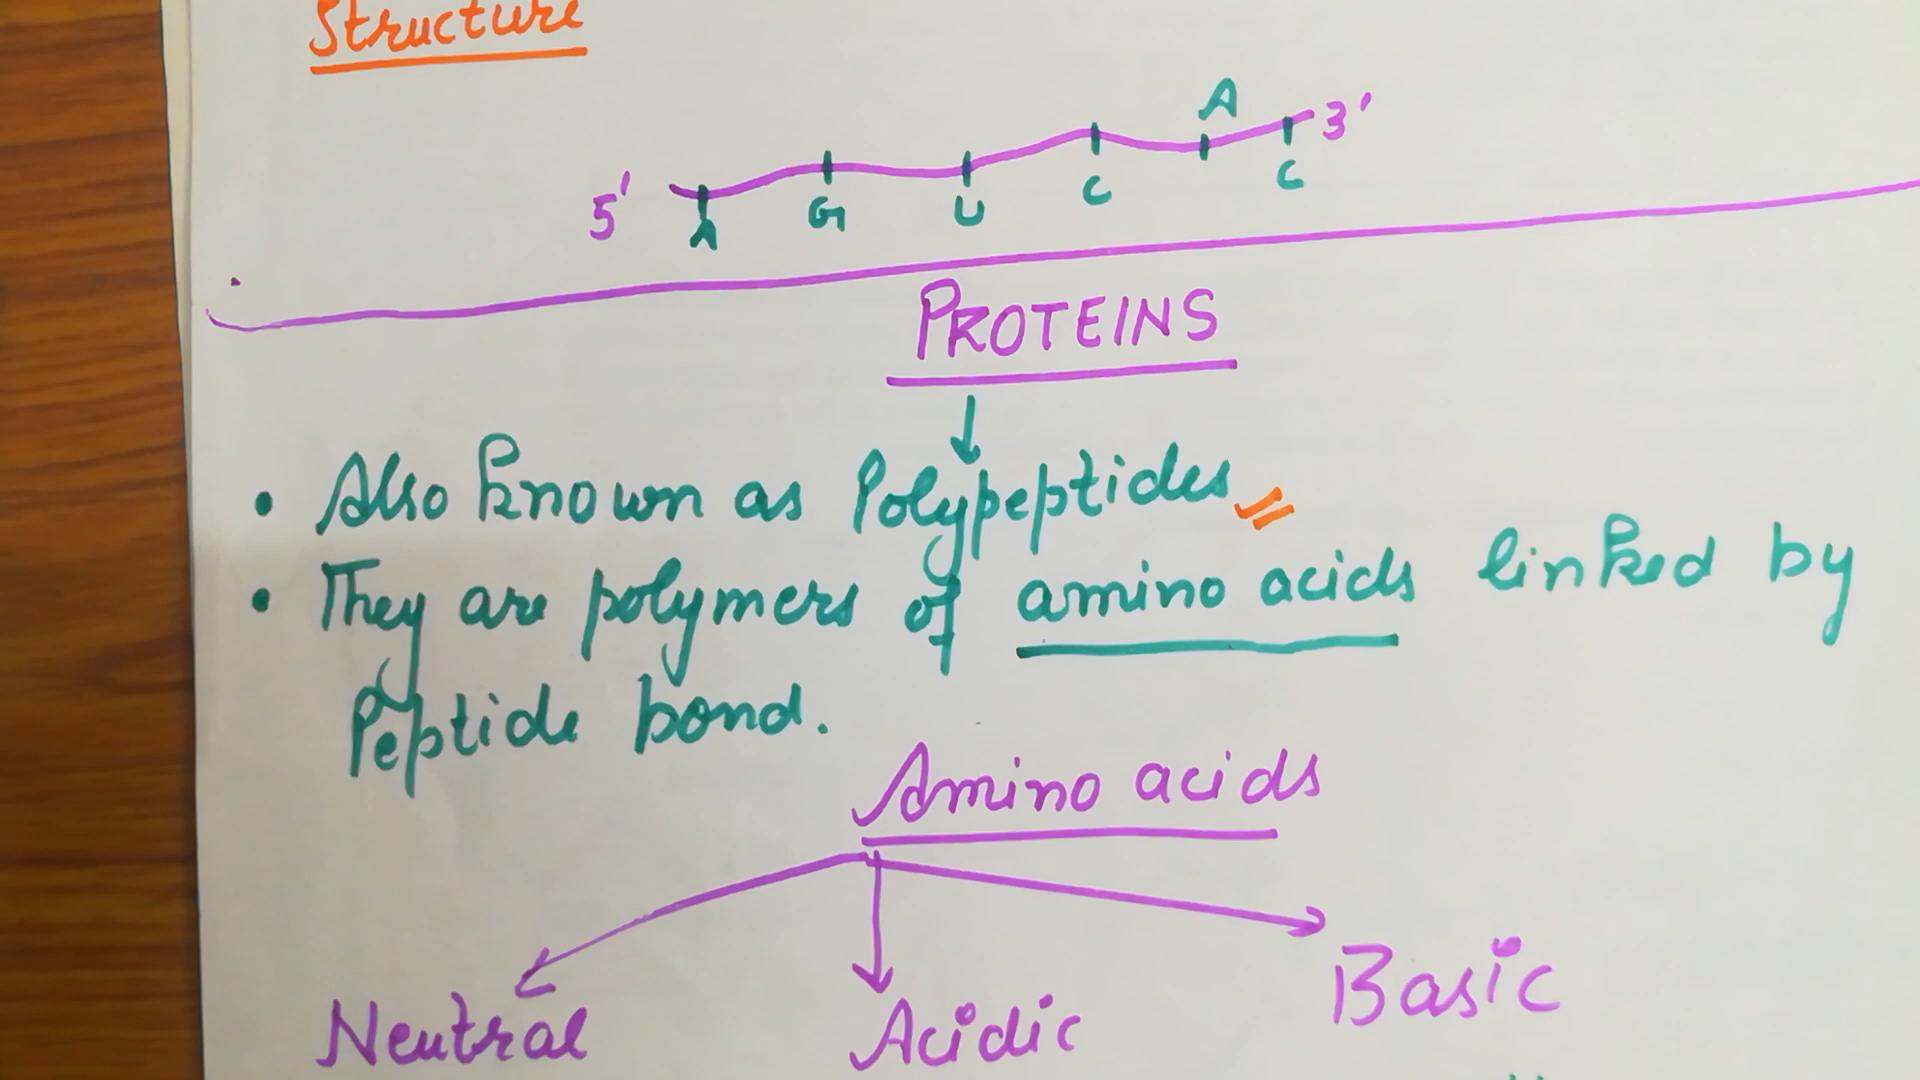 Structure
5' A G U C A C 3'
PROTEINS
• Also known as Polypeptides
• They are polymers of amino acids linked by
Peptide bond.
Amino acids
Neutral Acidic Basic